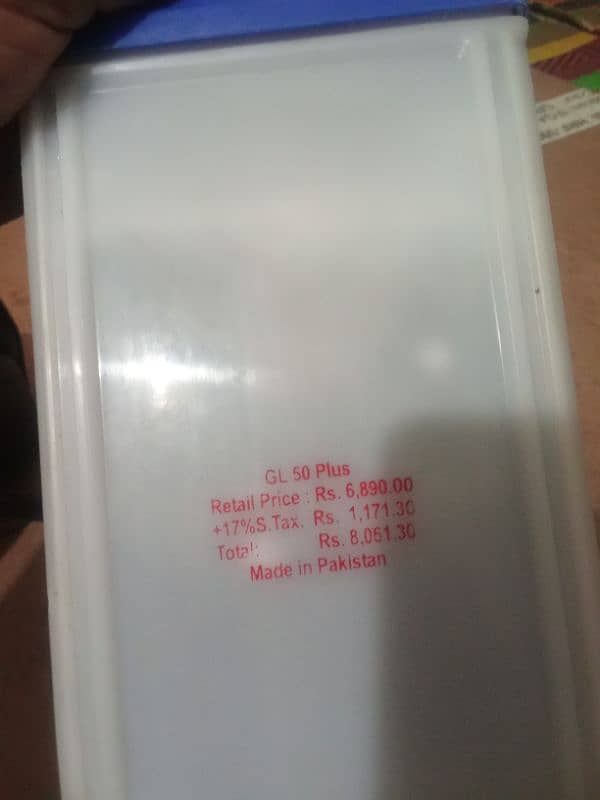 GL 50 Plus
Retail Price : Rs. 6,890.00
+17%S.Tax. Rs. 1,171.30
Total: Rs. 8,061.30
Made in Pakistan